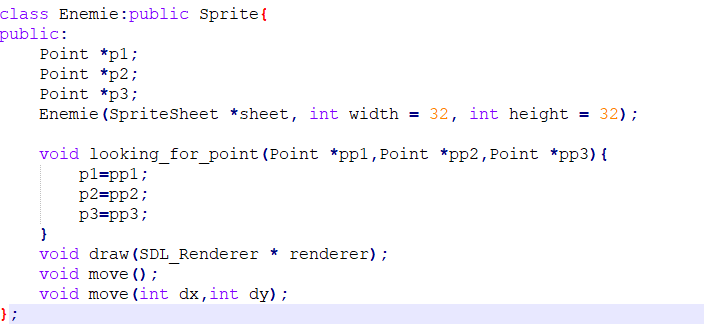 class Enemie:public Sprite{
public:
    Point *p1;
    Point *p2;
    Point *p3;
    Enemie(SpriteSheet *sheet, int width = 32, int height = 32);

    void looking_for_point(Point *pp1,Point *pp2,Point *pp3){
        p1=pp1;
        p2=pp2;
        p3=pp3;
    }
    void draw(SDL_Renderer * renderer);
    void move();
    void move(int dx,int dy);
};